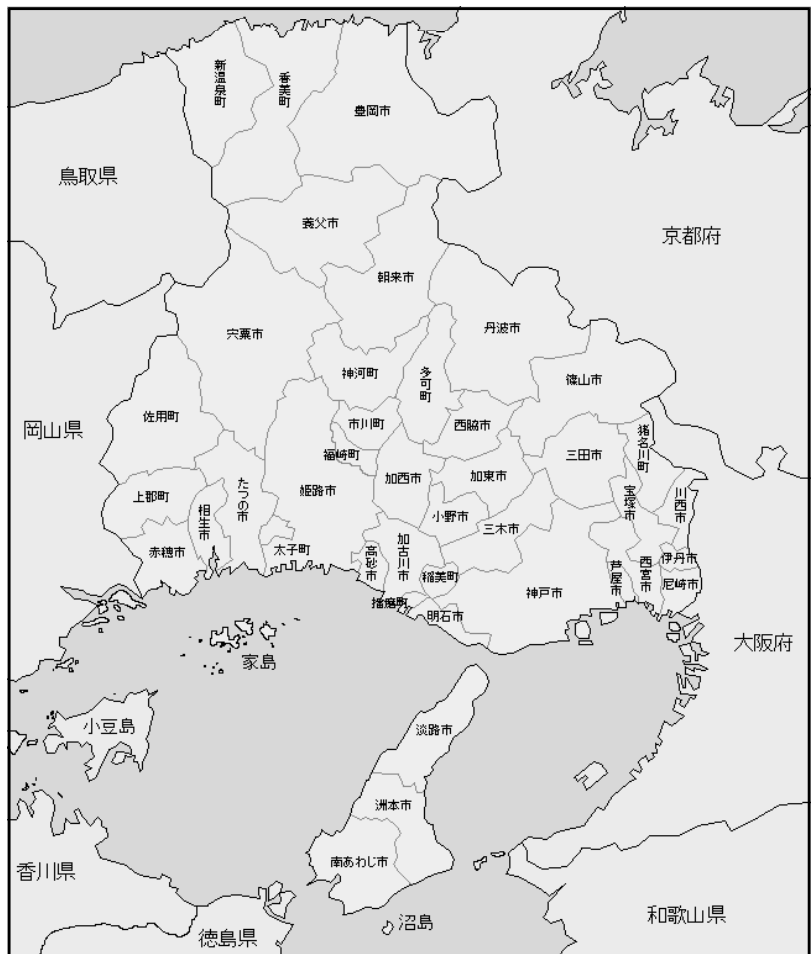 新温泉町
香美町
豊岡市
鳥取県
養父市
京都府
朝来市
宍粟市
丹波市
神河町
多可町
篠山市
佐用町
市川町
西脇市
岡山県
猪名川町
福崎町
三田市
加西市
加東市
姫路市
たつの市
上郡町
宝塚市
川西市
相生市
小野市
三木市
赤穂市
太子町
高砂市
加古川市
稲美町
神戸市
芦屋市
西宮市
伊丹市
尼崎市
播磨町
明石市
大阪府
家島
小豆島
淡路市
洲本市
南あわじ市
香川県
沼島
和歌山県
徳島県